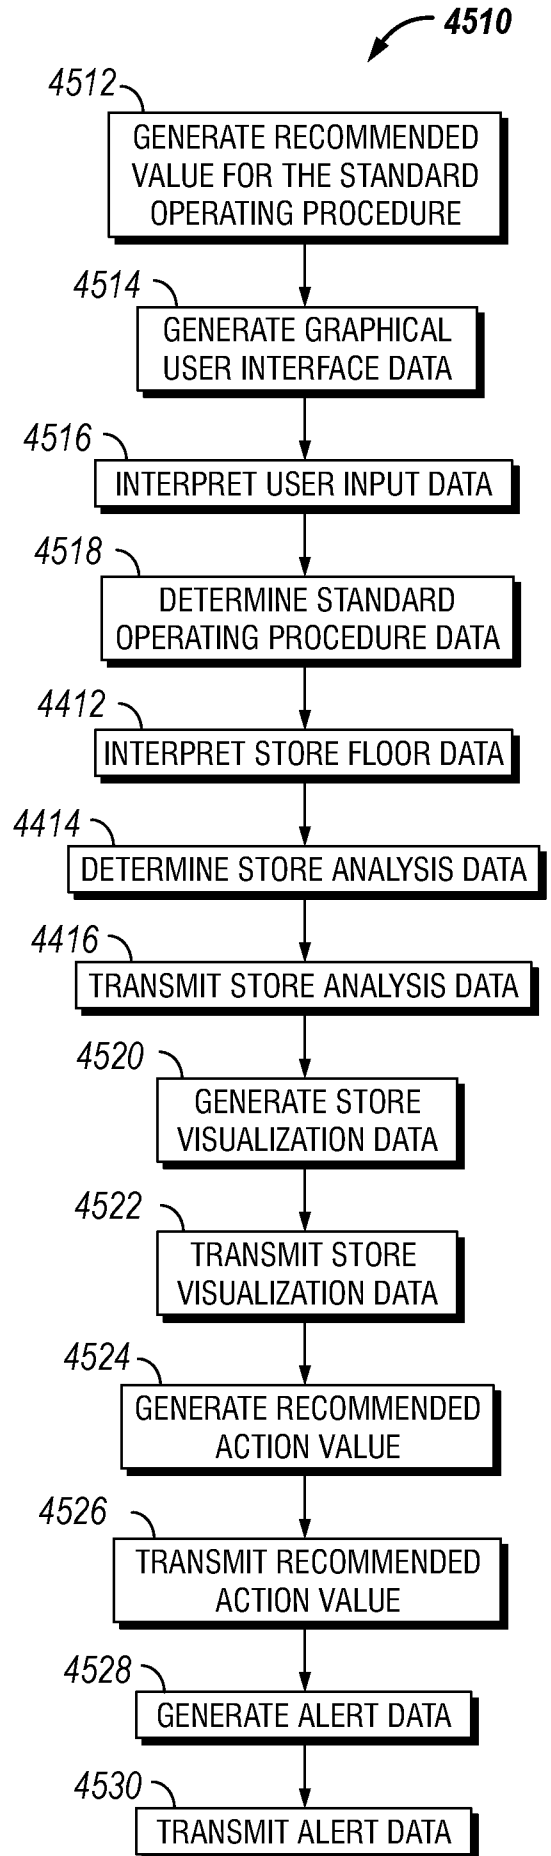 4510
4512
GENERATE RECOMMENDED
VALUE FOR THE STANDARD
OPERATING PROCEDURE
4514
GENERATE GRAPHICAL
USER INTERFACE DATA
4516
INTERPRET USER INPUT DATA
4518
DETERMINE STANDARD
OPERATING PROCEDURE DATA
4412
INTERPRET STORE FLOOR DATA
4414
DETERMINE STORE ANALYSIS DATA
4416
TRANSMIT STORE ANALYSIS DATA
4520
GENERATE STORE
VISUALIZATION DATA
4522
TRANSMIT STORE
VISUALIZATION DATA
4524
GENERATE RECOMMENDED
ACTION VALUE
4526
TRANSMIT RECOMMENDED
ACTION VALUE
4528
GENERATE ALERT DATA
4530
TRANSMIT ALERT DATA